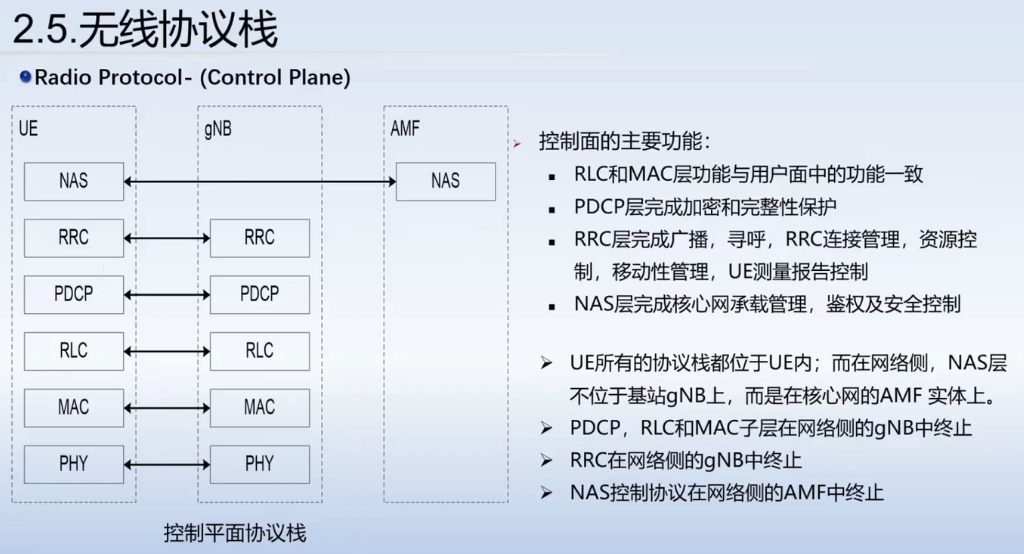 2.5.无线协议栈
Radio Protocol- (Control Plane)
UE
gNB
AMF
NAS
NAS
RRC
RRC
PDCP
PDCP
RLC
RLC
MAC
MAC
PHY
PHY
控制平面协议栈
控制面的主要功能：
RLC和MAC层功能与用户面中的功能一致
PDCP层完成加密和完整性保护
RRC层完成广播，寻呼，RRC连接管理，资源控
制，移动性管理，UE测量报告控制
NAS层完成核心网承载管理，鉴权及安全控制
UE所有的协议栈都位于UE内；而在网络侧，NAS层
不位于基站gNB上，而是在核心网的AMF 实体上。
PDCP，RLC和MAC子层在网络侧的gNB中终止
RRC在网络侧的gNB中终止
NAS控制协议在网络侧的AMF中终止